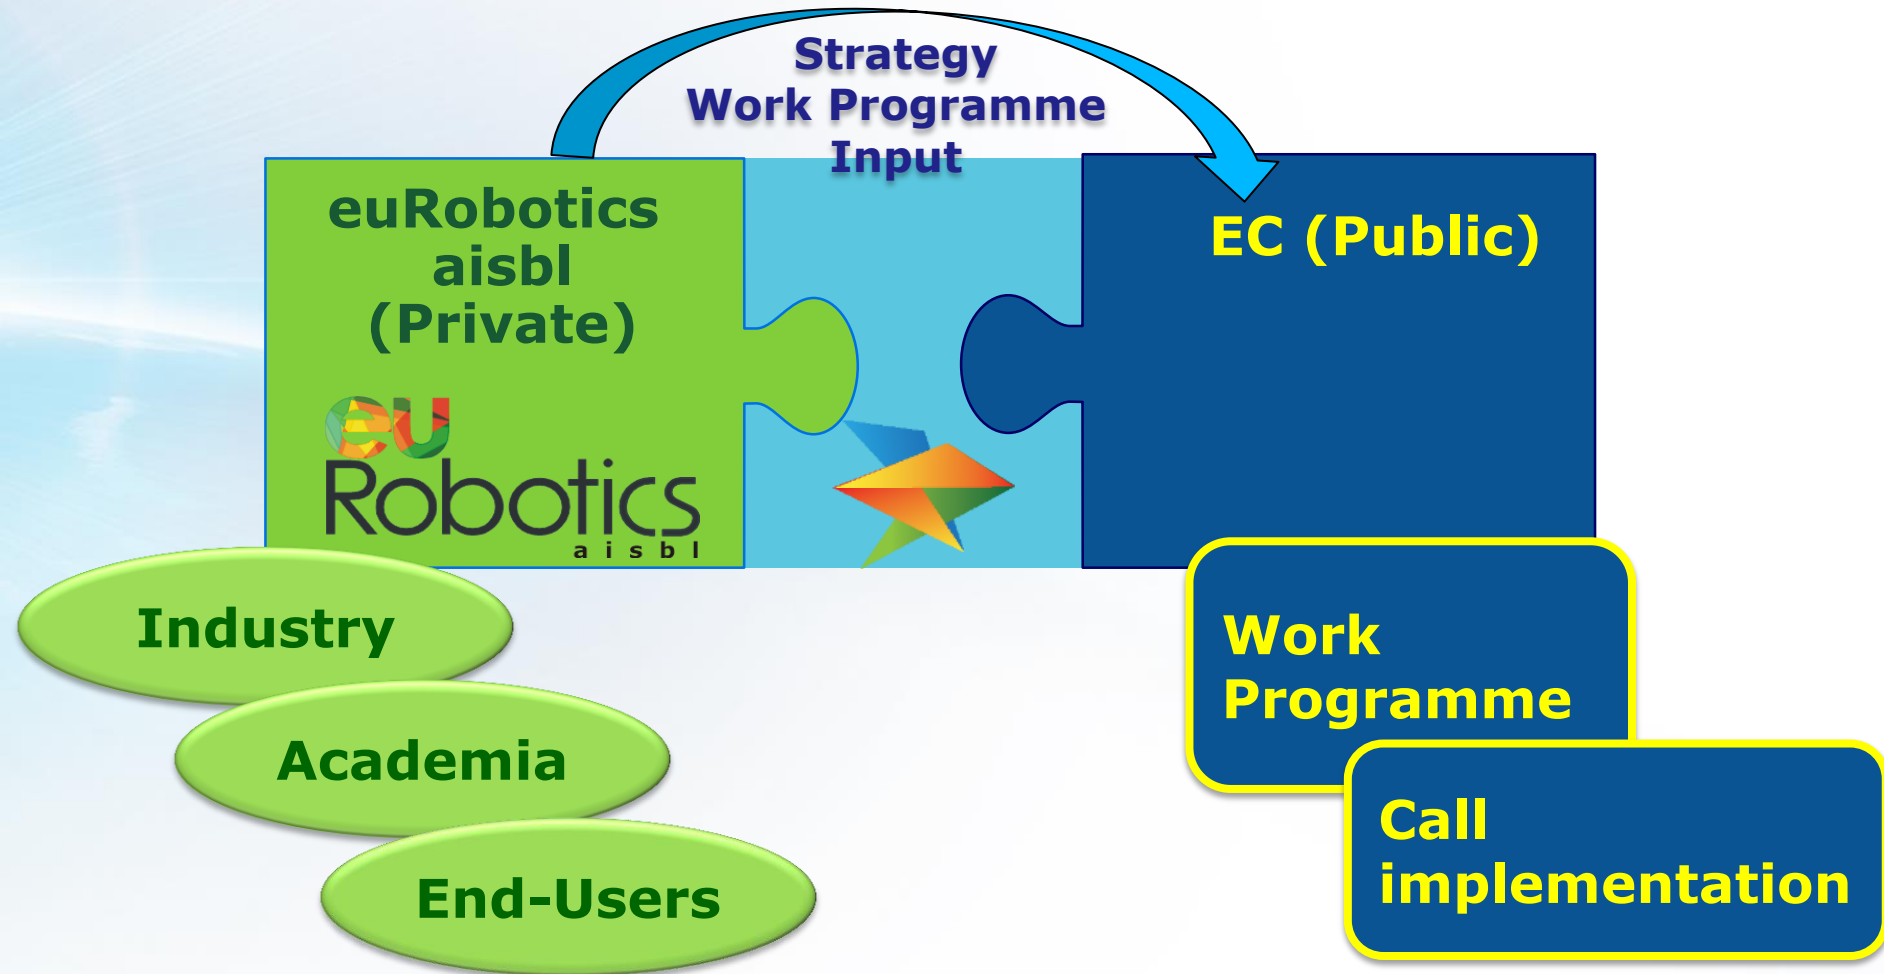 Strategy
Work Programme
Input
euRobotics
aisbl
(Private)
EC (Public)
eu
Robotics
aisbl
Industry
Academia
End-Users
Work
Programme
Call
implementation